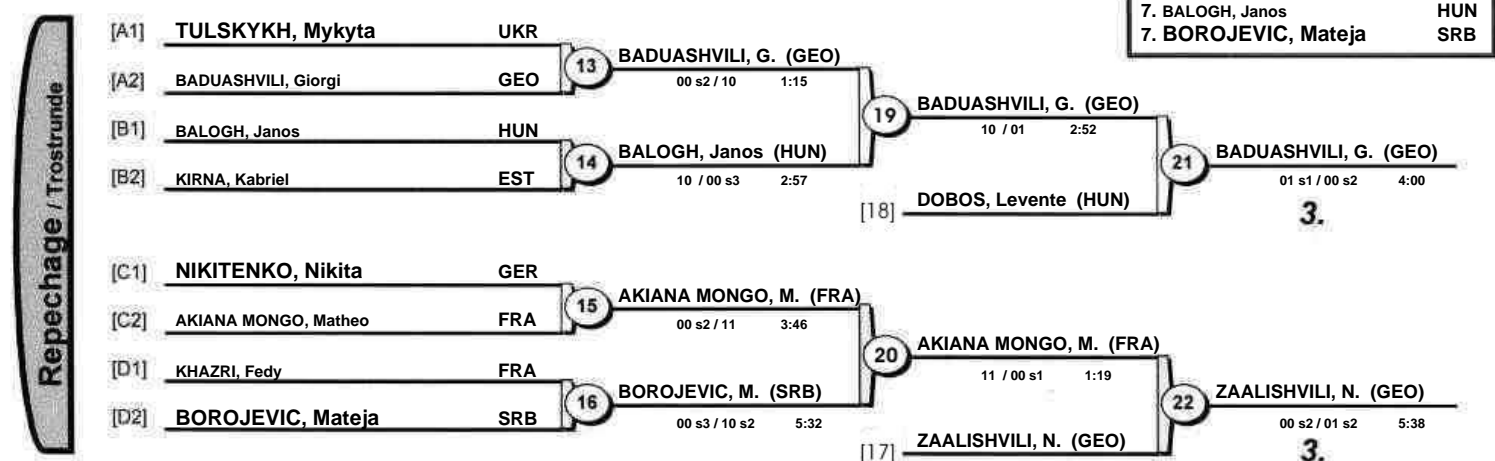 7. BALOGH, Janos HUN
7. BOROJEVIC, Mateja SRB
Repechage / Trostrunde
[A1] TULSKYKH, Mykyta UKR
13 BADUASHVILI, G. (GEO)
[A2] BADUASHVILI, Giorgi GEO
00 s2 / 10 1:15
19 BADUASHVILI, G. (GEO)
10 / 01 2:52
[B1] BALOGH, Janos HUN
14 BALOGH, Janos (HUN)
[B2] KIRNA, Kabriel EST
10 / 00 s3 2:57
21 BADUASHVILI, G. (GEO)
01 s1 / 00 s2 4:00
[18] DOBOS, Levente (HUN)
3.
[C1] NIKITENKO, Nikita GER
15 AKIANA MONGO, M. (FRA)
[C2] AKIANA MONGO, Matheo FRA
00 s2 / 11 3:46
20 AKIANA MONGO, M. (FRA)
11 / 00 s1 1:19
[D1] KHAZRI, Fedy FRA
16 BOROJEVIC, M. (SRB)
[D2] BOROJEVIC, Mateja SRB
00 s3 / 10 s2 5:32
22 ZAALISHVILI, N. (GEO)
00 s2 / 01 s2 5:38
[17] ZAALISHVILI, N. (GEO)
3.